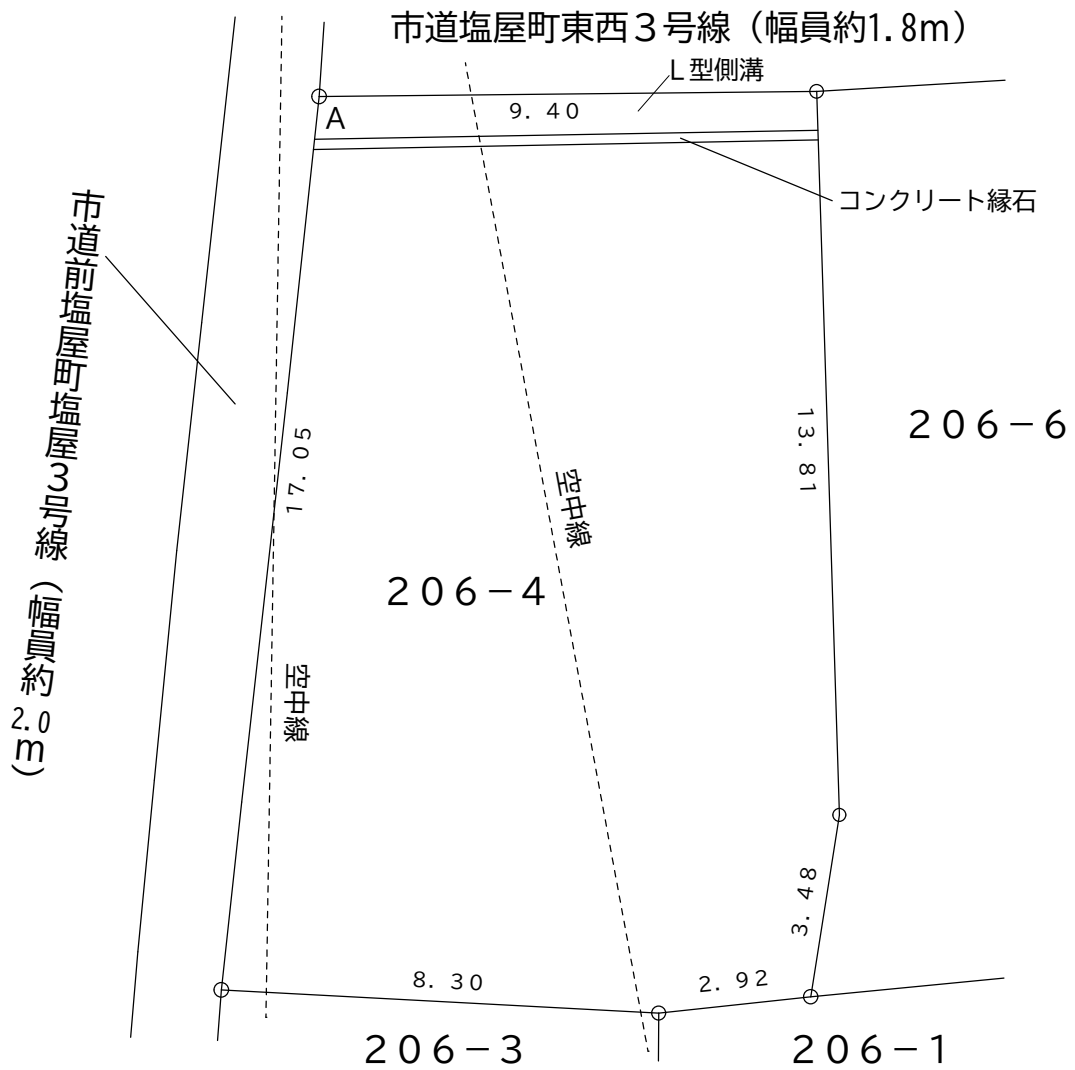 市道塩屋町東西３号線（幅員約1.8m）
L型側溝
A
9.40
コンクリート縁石
市道前塩屋町塩屋３号線（幅員約2.0m）
17.05
13.81
206－6
空中線
206－4
空中線
3.48
8.30
2.92
206－3
206－1